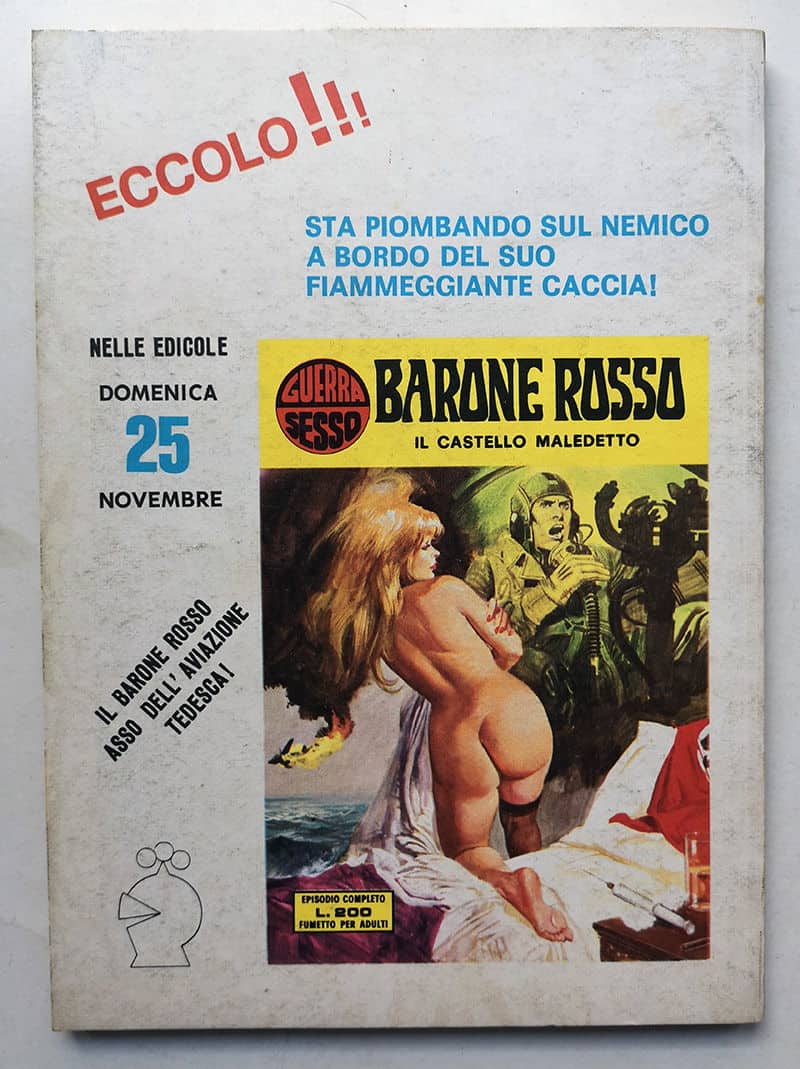 ECCOLO!!!
STA PIOMBANDO SUL NEMICO
A BORDO DEL SUO
FIAMMEGGIANTE CACCIA!
NELLE EDICOLE
DOMENICA
25
NOVEMBRE
IL BARONE ROSSO
ASSO DELL'AVIAZIONE
TEDESCA!
GUERRA
SESSO
BARONE ROSSO
IL CASTELLO MALEDETTO
EPISODIO COMPLETO
L. 200
FUMETTO PER ADULTI